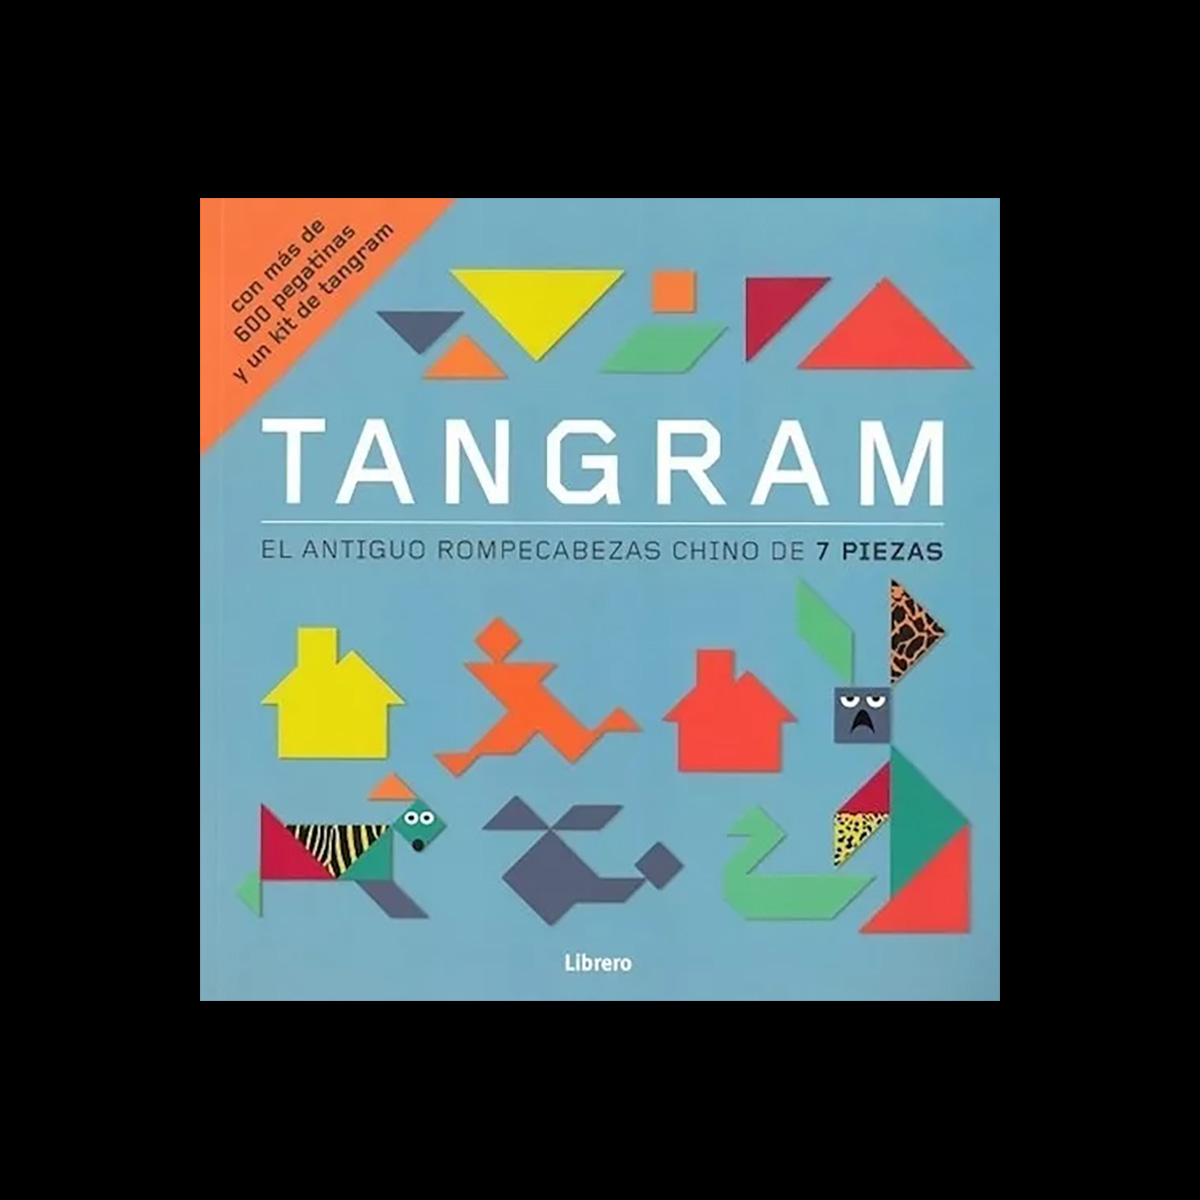 con más de
600 pegatinas
y un kit de tangram
TANGRAM
EL ANTIGUO ROMPECABEZAS CHINO DE 7 PIEZAS
Librero